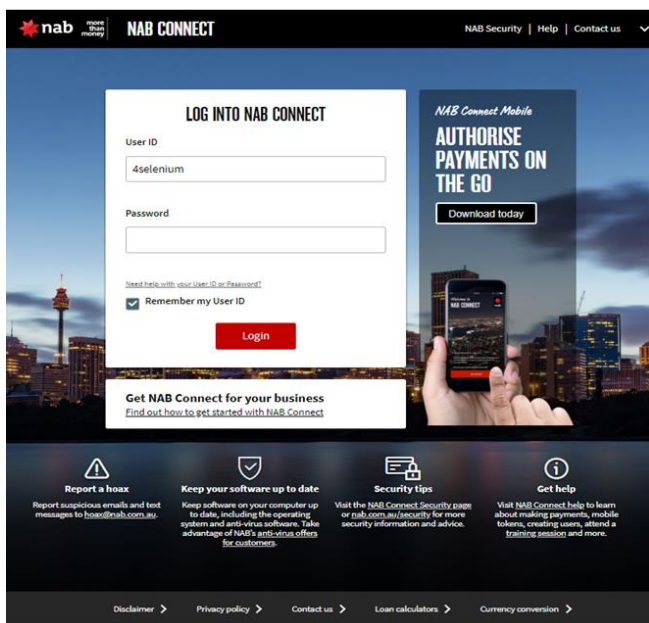 nab more than money NAB CONNECT NAB Security | Help | Contact us
LOG INTO NAB CONNECT
User ID
4selenium
Password
Need help with your User ID or Password?
Remember my User ID
Login
Get NAB Connect for your business
Find out how to get started with NAB Connect
NAB Connect Mobile
AUTHORISE
PAYMENTS ON
THE GO
Download today
NAB CONNECT
Report a hoax
Report suspicious emails and text
messages to hoax@nab.com.au.
Keep your software up to date
Keep software on your computer up
to date, including the operating
system and anti-virus software. Take
advantage of NAB's anti-virus offers
for customers.
Security tips
Visit the NAB Connect Security page
or nab.com.au/security for more
security information and advice.
Get help
Visit NAB Connect help to learn
about making payments, mobile
tokens, creating users, attend a
training session and more.
Disclaimer Privacy policy Contact us Loan calculators Currency conversion